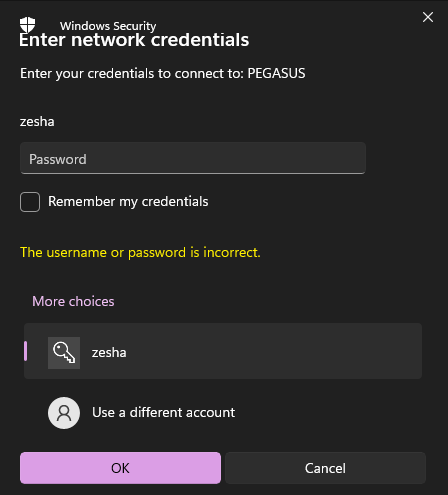 Windows Security
Enter network credentials
Enter your credentials to connect to: PEGASUS
zesha
Password
Remember my credentials
The username or password is incorrect.
More choices
zesha
Use a different account
OK
Cancel